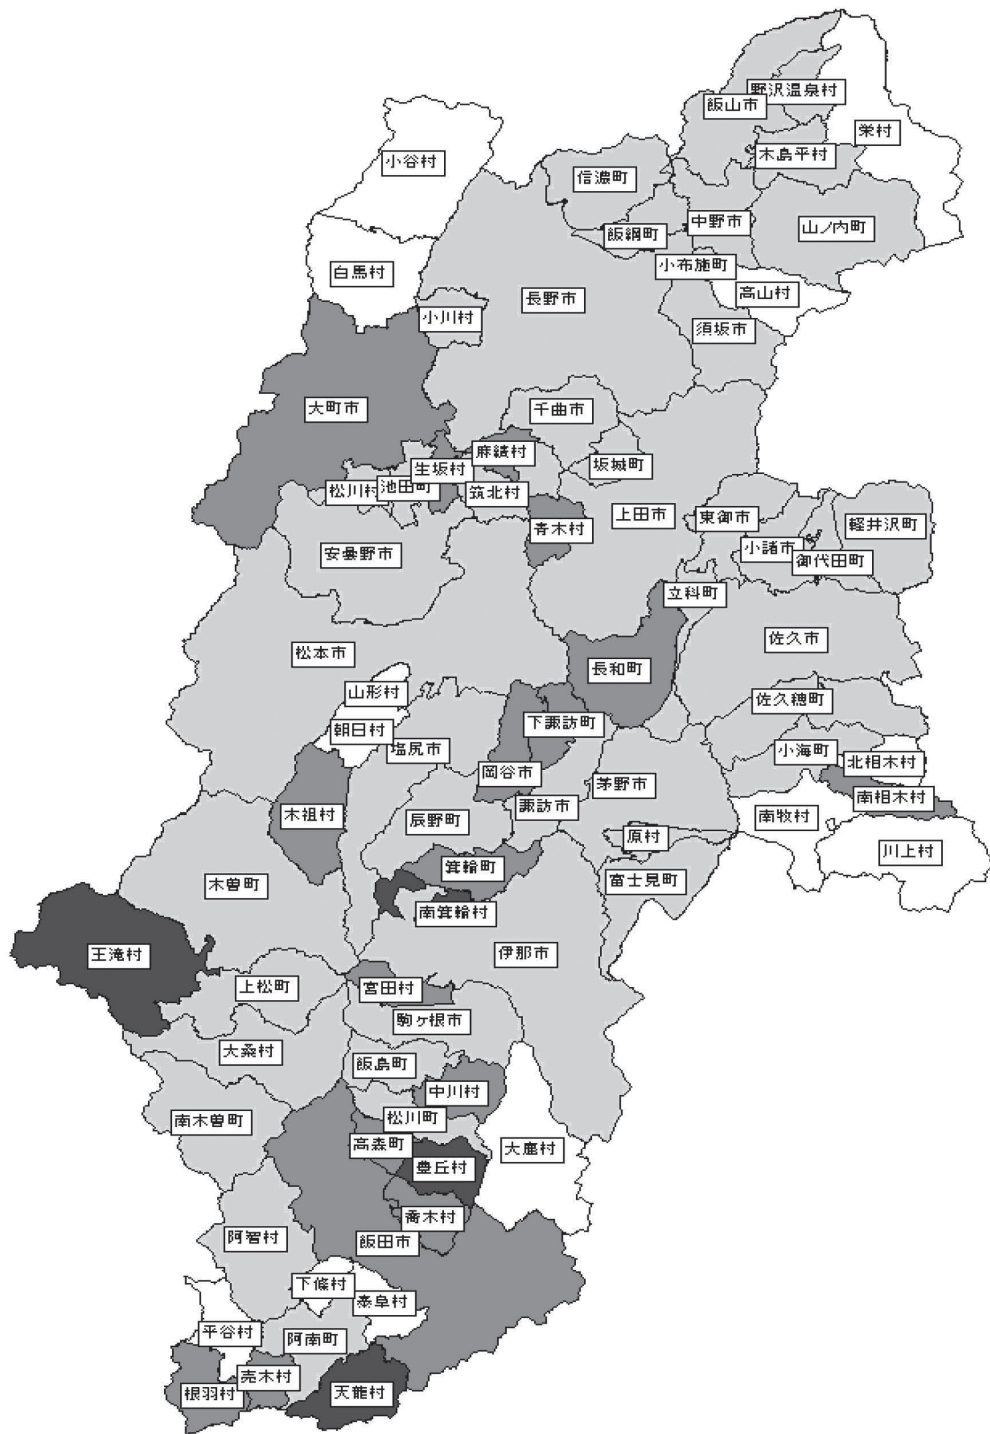 野沢温泉村
飯山市
栄村
木島平村
小谷村
信濃町
中野市
山ノ内町
飯綱町
小布施町
白馬村
高山村
長野市
小川村
須坂市
大町市
千曲市
麻績村
坂城町
生坂村
松川村
池田町
筑北村
上田市
東御市
軽井沢町
青木村
小諸市
安曇野市
御代田町
立科町
佐久市
松本市
長和町
山形村
佐久穂町
下諏訪町
朝日村
塩尻市
小海町
北相木村
岡谷市
茅野市
南相木村
諏訪市
木祖村
辰野町
原村
南牧村
川上村
箕輪町
富士見町
木曽町
南箕輪村
王滝村
伊那市
上松町
宮田村
駒ヶ根市
大桑村
飯島町
中川村
南木曽町
松川町
高森町
大鹿村
豊丘村
喬木村
阿智村
飯田市
下條村
泰阜村
平谷村
阿南町
売木村
根羽村
天龍村